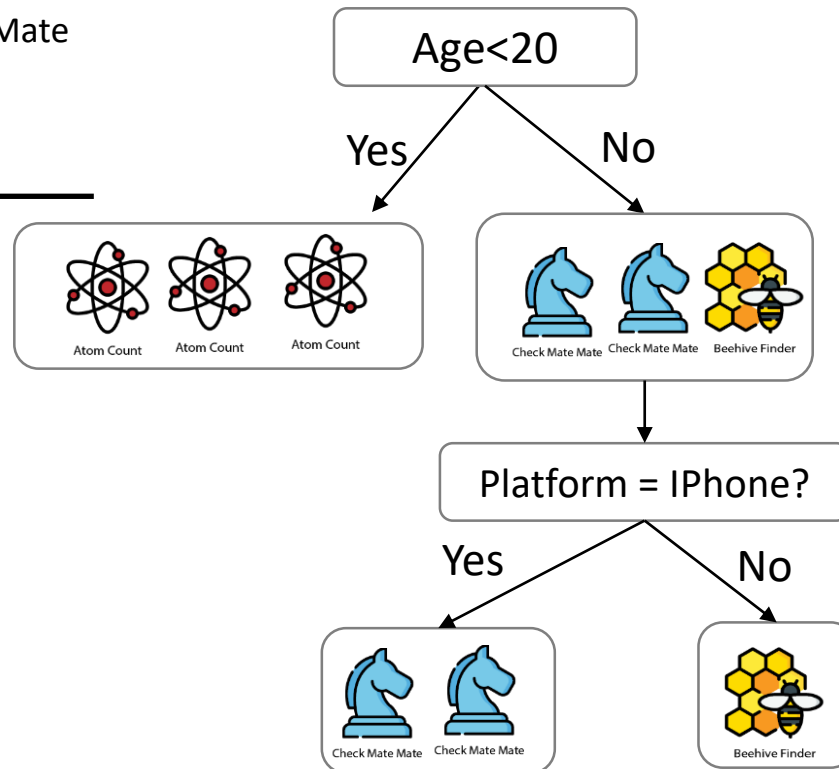 Mate
Age<20
Yes
No
Atom Count
Atom Count
Atom Count
Check Mate Mate
Check Mate Mate
Beehive Finder
Platform = IPhone?
Yes
No
Check Mate Mate
Check Mate Mate
Beehive Finder